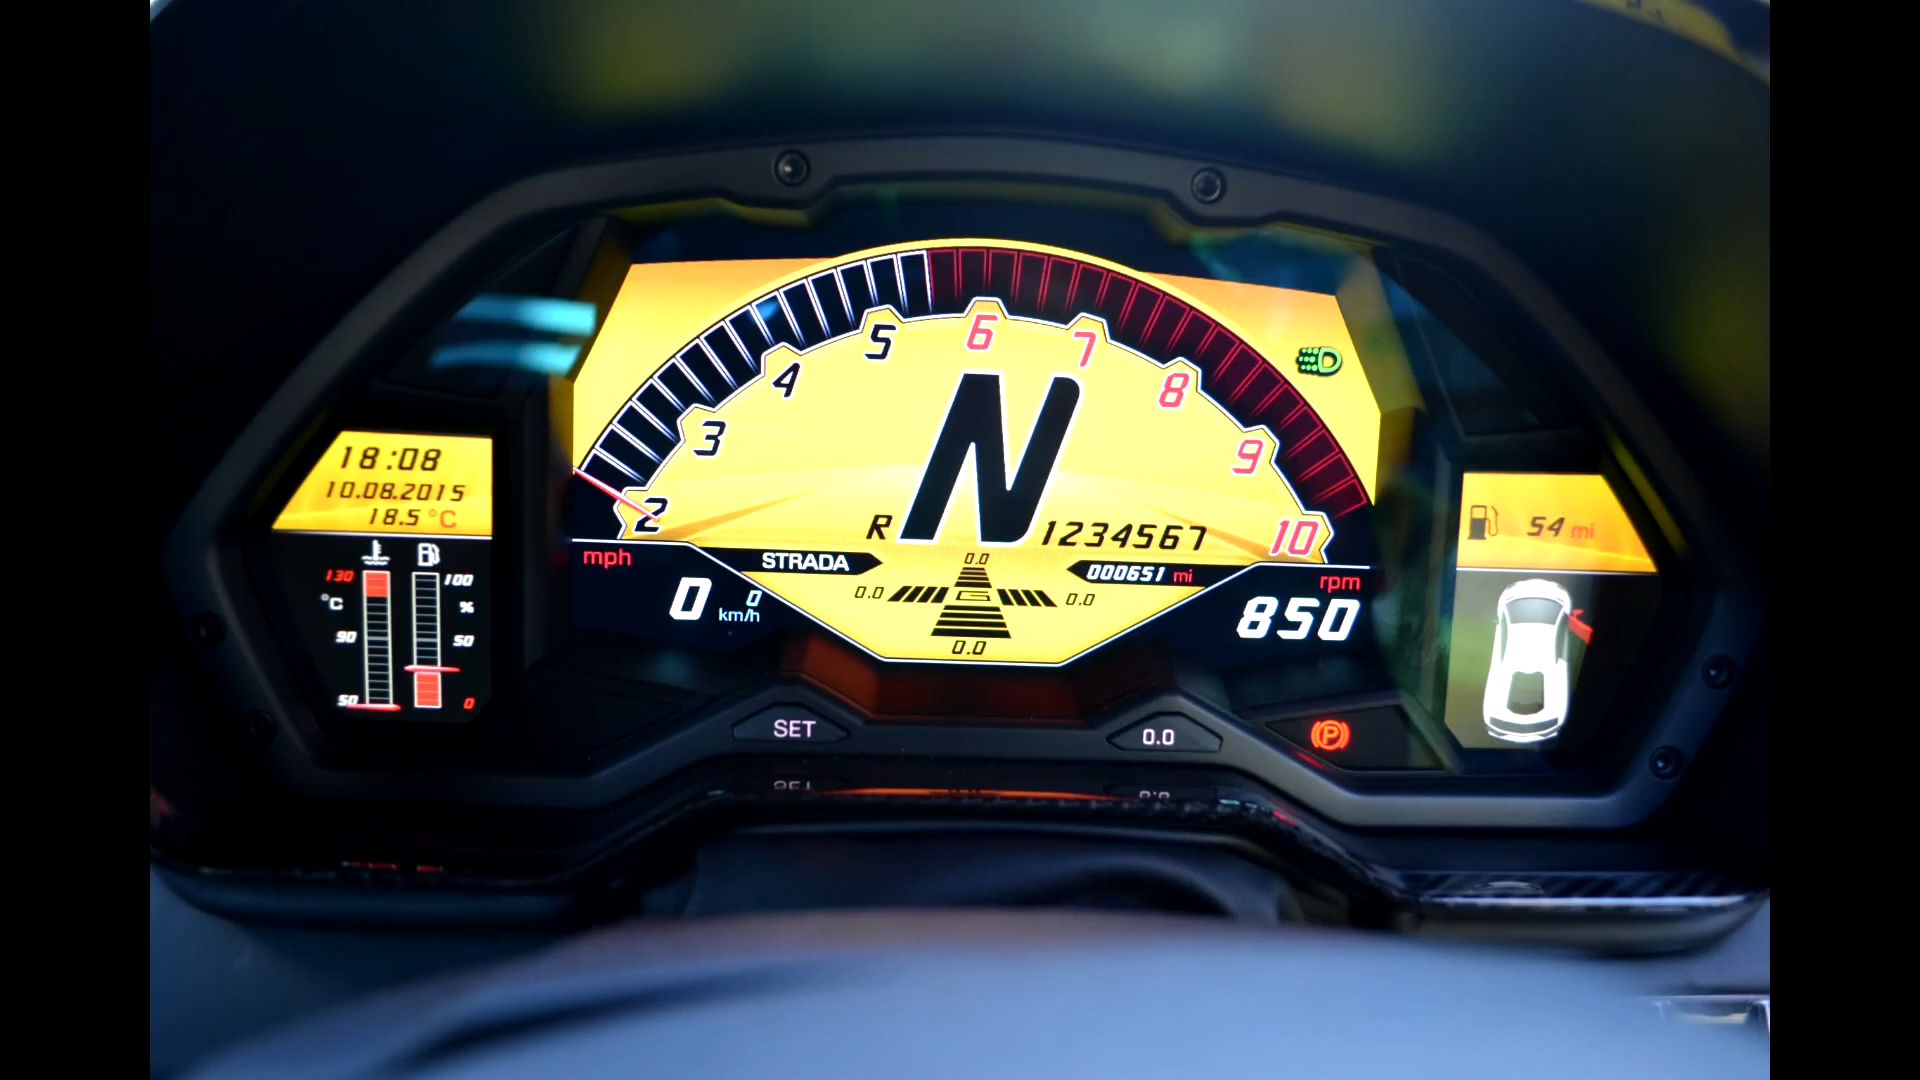 18:08
10.08.2015
18.5 °C
130
°C
90
50
100
%
50
0
2
3
4
5
6
7
8
9
10
R N 1234567
mph
STRADA
000651 mi
rpm
0
0
km/h
850
0.0
0.0
G
0.0
0.0
54 mi
SET
0.0
P